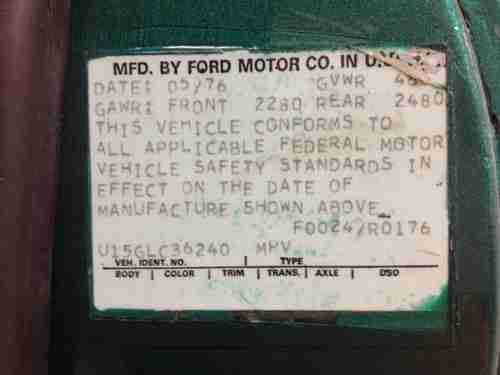 MFD. BY FORD MOTOR CO. IN
DATE: 05/76 GVWR
GAWR: FRONT 2280 REAR 2480
THIS VEHICLE CONFORMS TO
ALL APPLICABLE FEDERAL MOTOR
VEHICLE SAFETY STANDARDS IN
EFFECT ON THE DATE OF
MANUFACTURE SHOWN ABOVE
F0024/R0176
U15GLC36240 MPV
VEH. IDENT. NO. TYPE
BODY | COLOR | TRIM | TRANS. | AXLE | DSO